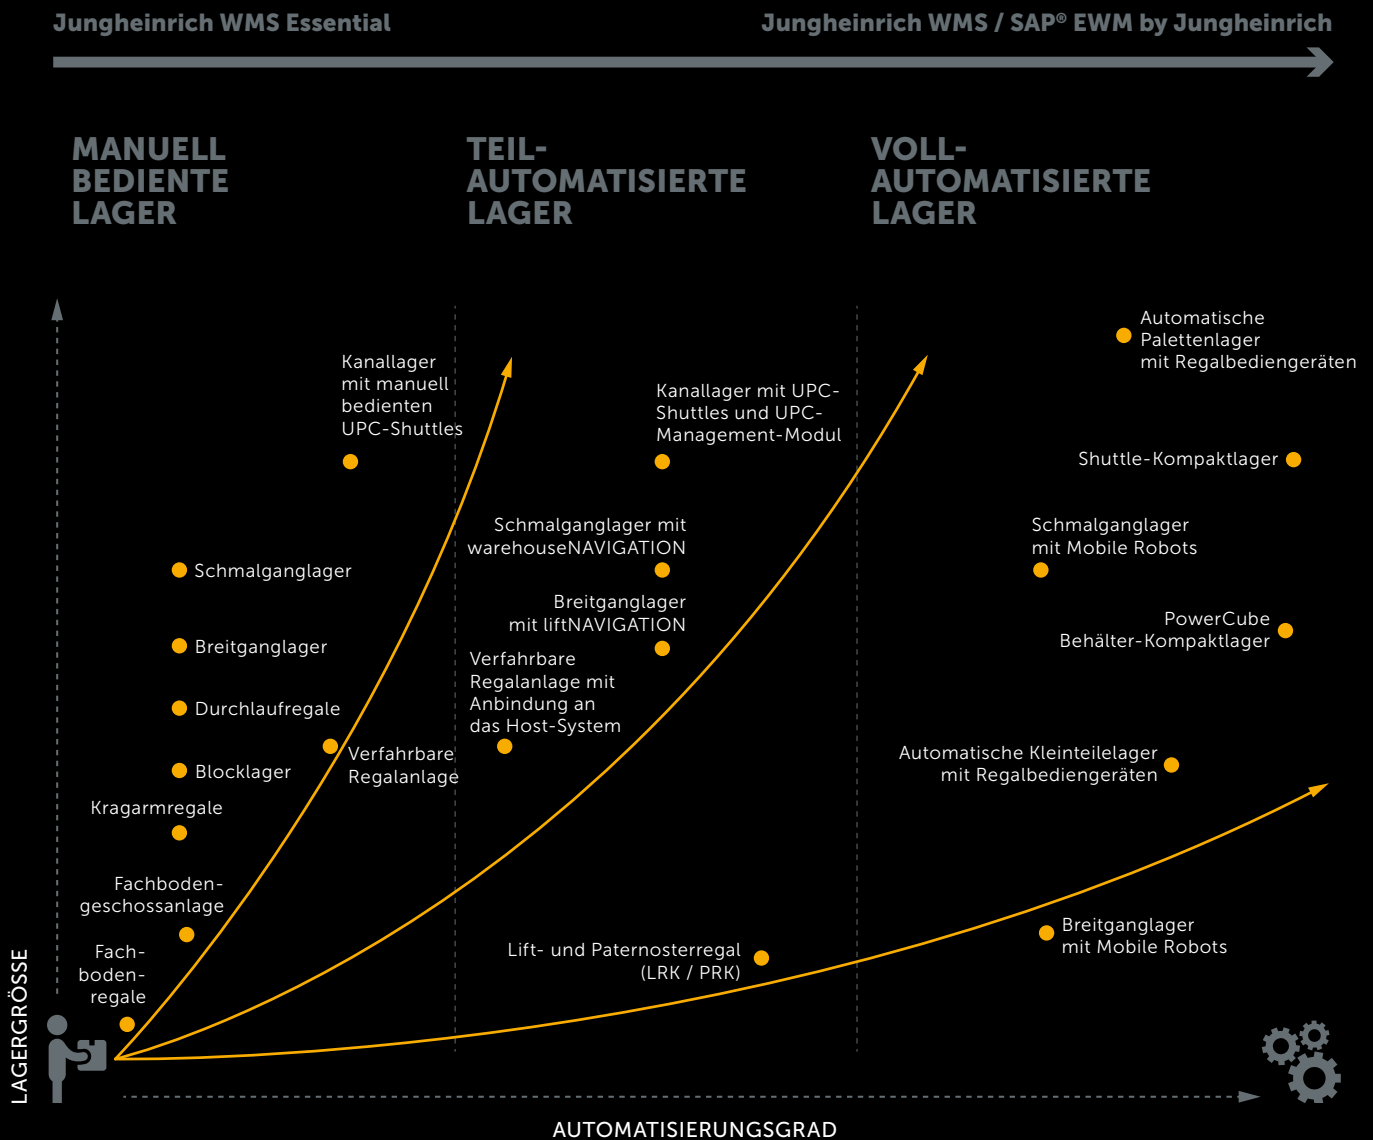 Jungheinrich WMS Essential
Jungheinrich WMS / SAP® EWM by Jungheinrich
MANUELL
BEDIENTE
LAGER
TEIL-
AUTOMATISIERTE
LAGER
VOLL-
AUTOMATISIERTE
LAGER
Kanallager
mit manuell
bedienten
UPC-Shuttles
Schmalganglager
Breitganglager
Durchlaufregale
Verfahrbare
Regalanlage
Blocklager
Kragarmregale
Fachboden-
geschossanlage
Fach-
boden-
regale
Kanallager mit UPC-
Shuttles und UPC-
Management-Modul
Schmalganglager mit
warehouseNAVIGATION
Breitganglager
mit liftNAVIGATION
Verfahrbare
Regalanlage mit
Anbindung an
das Host-System
Lift- und Paternosterregal
(LRK / PRK)
Automatische
Palettenlager
mit Regalbediengeräten
Shuttle-Kompaktlager
Schmalganglager
mit Mobile Robots
PowerCube
Behälter-Kompaktlager
Automatische Kleinteilelager
mit Regalbediengeräten
Breitganglager
mit Mobile Robots
LAGERGRÖSSE
AUTOMATISIERUNGSGRAD